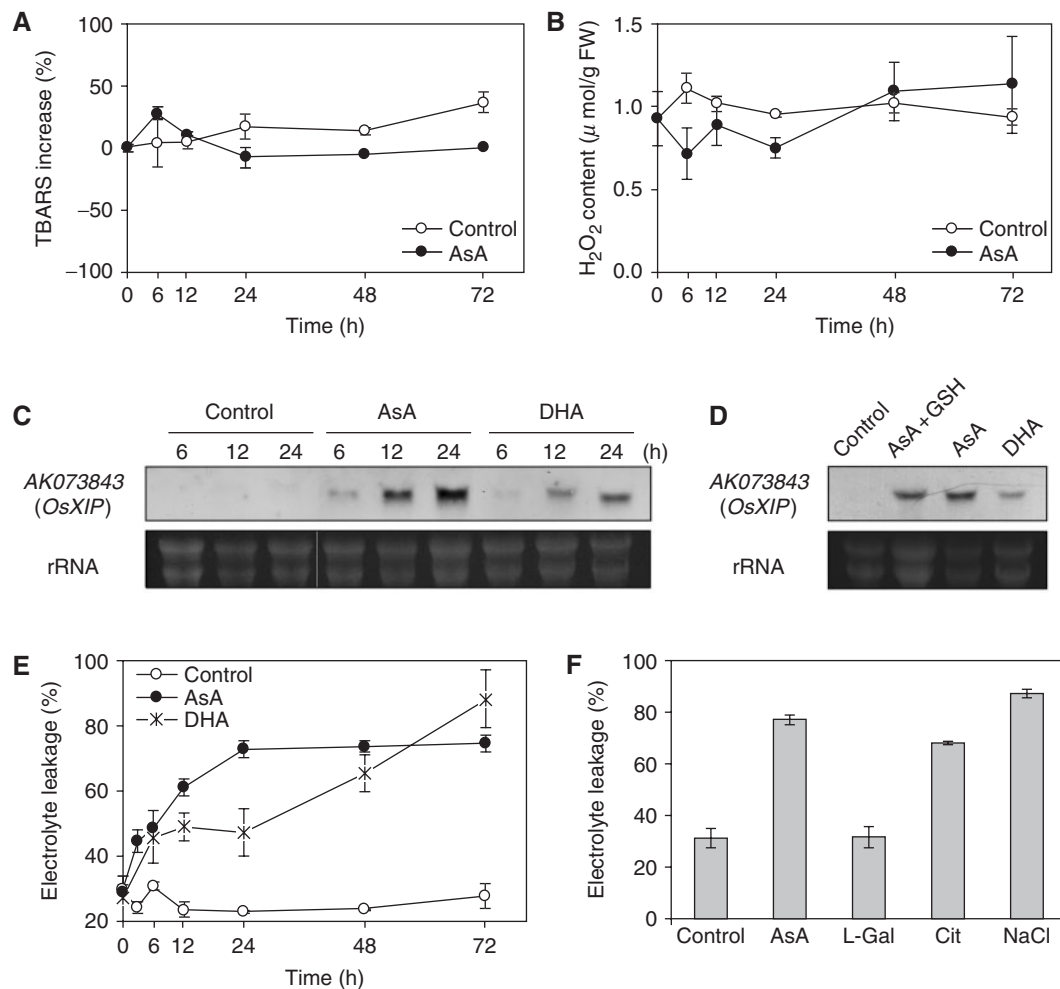 A
100
50
0
−50
−100
TBARS increase (%)
Control
AsA
0 6 12 24 48 72
Time (h)
B
1.5
1.0
0.5
0.0
H2O2 content (μ mol/g FW)
Control
AsA
0 6 12 24 48 72
Time (h)
C
Control AsA DHA
6 12 24 6 12 24 6 12 24 (h)
AK073843
(OsXIP)
rRNA
D
Control AsA+GSH AsA DHA
AK073843
(OsXIP)
rRNA
E
100
80
60
40
20
Electrolyte leakage (%)
Control
AsA
DHA
0 6 12 24 48 72
Time (h)
F
100
80
60
40
20
0
Electrolyte leakage (%)
Control AsA L-Gal Cit NaCl